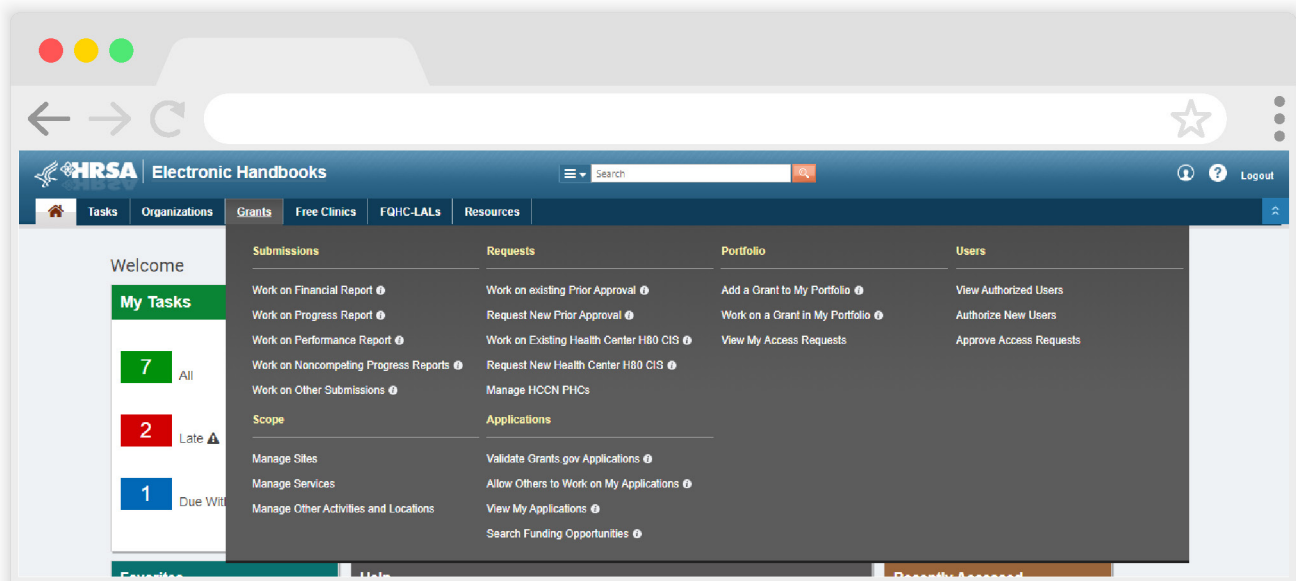 HRSA Electronic Handbooks
Search
Logout
Tasks
Organizations
Grants
Free Clinics
FQHC-LALs
Resources
Welcome
My Tasks
7 All
2 Late
1 Due With
Submissions
Work on Financial Report
Work on Progress Report
Work on Performance Report
Work on Noncompeting Progress Reports
Work on Other Submissions
Scope
Manage Sites
Manage Services
Manage Other Activities and Locations
Requests
Work on existing Prior Approval
Request New Prior Approval
Work on Existing Health Center H80 CIS
Request New Health Center H80 CIS
Manage HCCN PHCs
Applications
Validate Grants.gov Applications
Allow Others to Work on My Applications
View My Applications
Search Funding Opportunities
Portfolio
Add a Grant to My Portfolio
Work on a Grant in My Portfolio
View My Access Requests
Users
View Authorized Users
Authorize New Users
Approve Access Requests
Favorites
Help
Recently Accessed